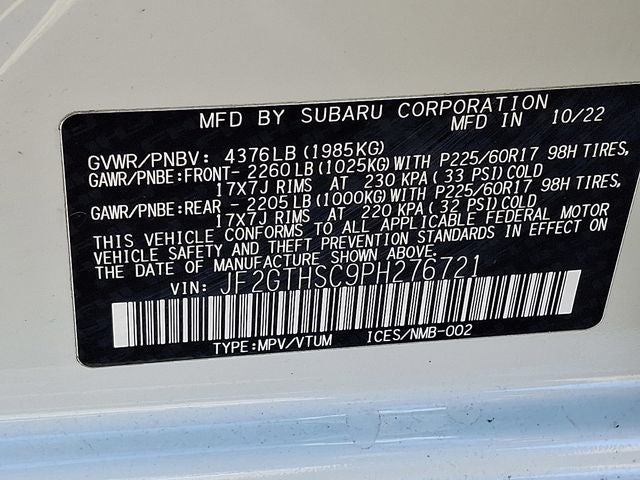 MFD BY SUBARU CORPORATION
MFD IN 10/22
GVWR/PNBV: 4376LB (1985KG)
GAWR/PNBE:FRONT- 2260LB (1025KG)WITH P225/60R17 98H TIRES,
17X7J RIMS AT 230 KPA (33 PSI)COLD
GAWR/PNBE:REAR - 2205LB (1000KG)WITH P225/60R17 98H TIRES,
17X7J RIMS AT 220 KPA (32 PSI)COLD
THIS VEHICLE CONFORMS TO ALL APPLICABLE FEDERAL MOTOR
VEHICLE SAFETY AND THEFT PREVENTION STANDARDS IN EFFECT ON
THE DATE OF MANUFACTURE SHOWN ABOVE.
VIN: JF2GTHSC9PH276721
TYPE:MPV/VTUM ICES/NMB-002